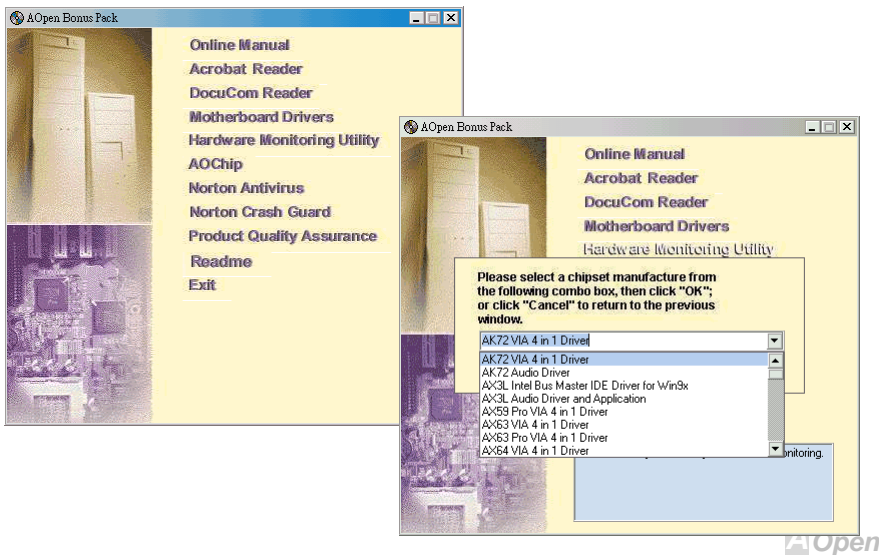 AOpen Bonus Pack
Online Manual
Acrobat Reader
DocuCom Reader
Motherboard Drivers
Hardware Monitoring Utility
AOChip
Norton Antivirus
Norton Crash Guard
Product Quality Assurance
Readme
Exit
AOpen Bonus Pack
Online Manual
Acrobat Reader
DocuCom Reader
Motherboard Drivers
Hardware Monitoring Utility
Please select a chipset manufacture from
the following combo box, then click "OK";
or click "Cancel" to return to the previous
window.
AK72 VIA 4 in 1 Driver
AK72 VIA 4 in 1 Driver
AK72 Audio Driver
AX3L Intel Bus Master IDE Driver for Win9x
AX3L Audio Driver and Application
AX59 Pro VIA 4 in 1 Driver
AX63 VIA 4 in 1 Driver
AX63 Pro VIA 4 in 1 Driver
AX64 VIA 4 in 1 Driver
onitoring.
AOpen